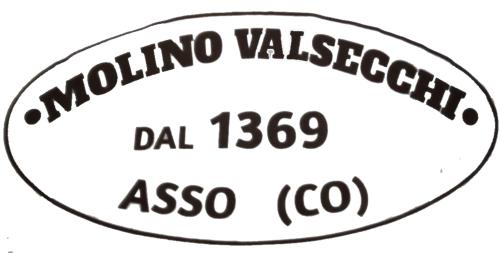 • MOLINO VALSECCHI •
DAL 1369
ASSO (CO)